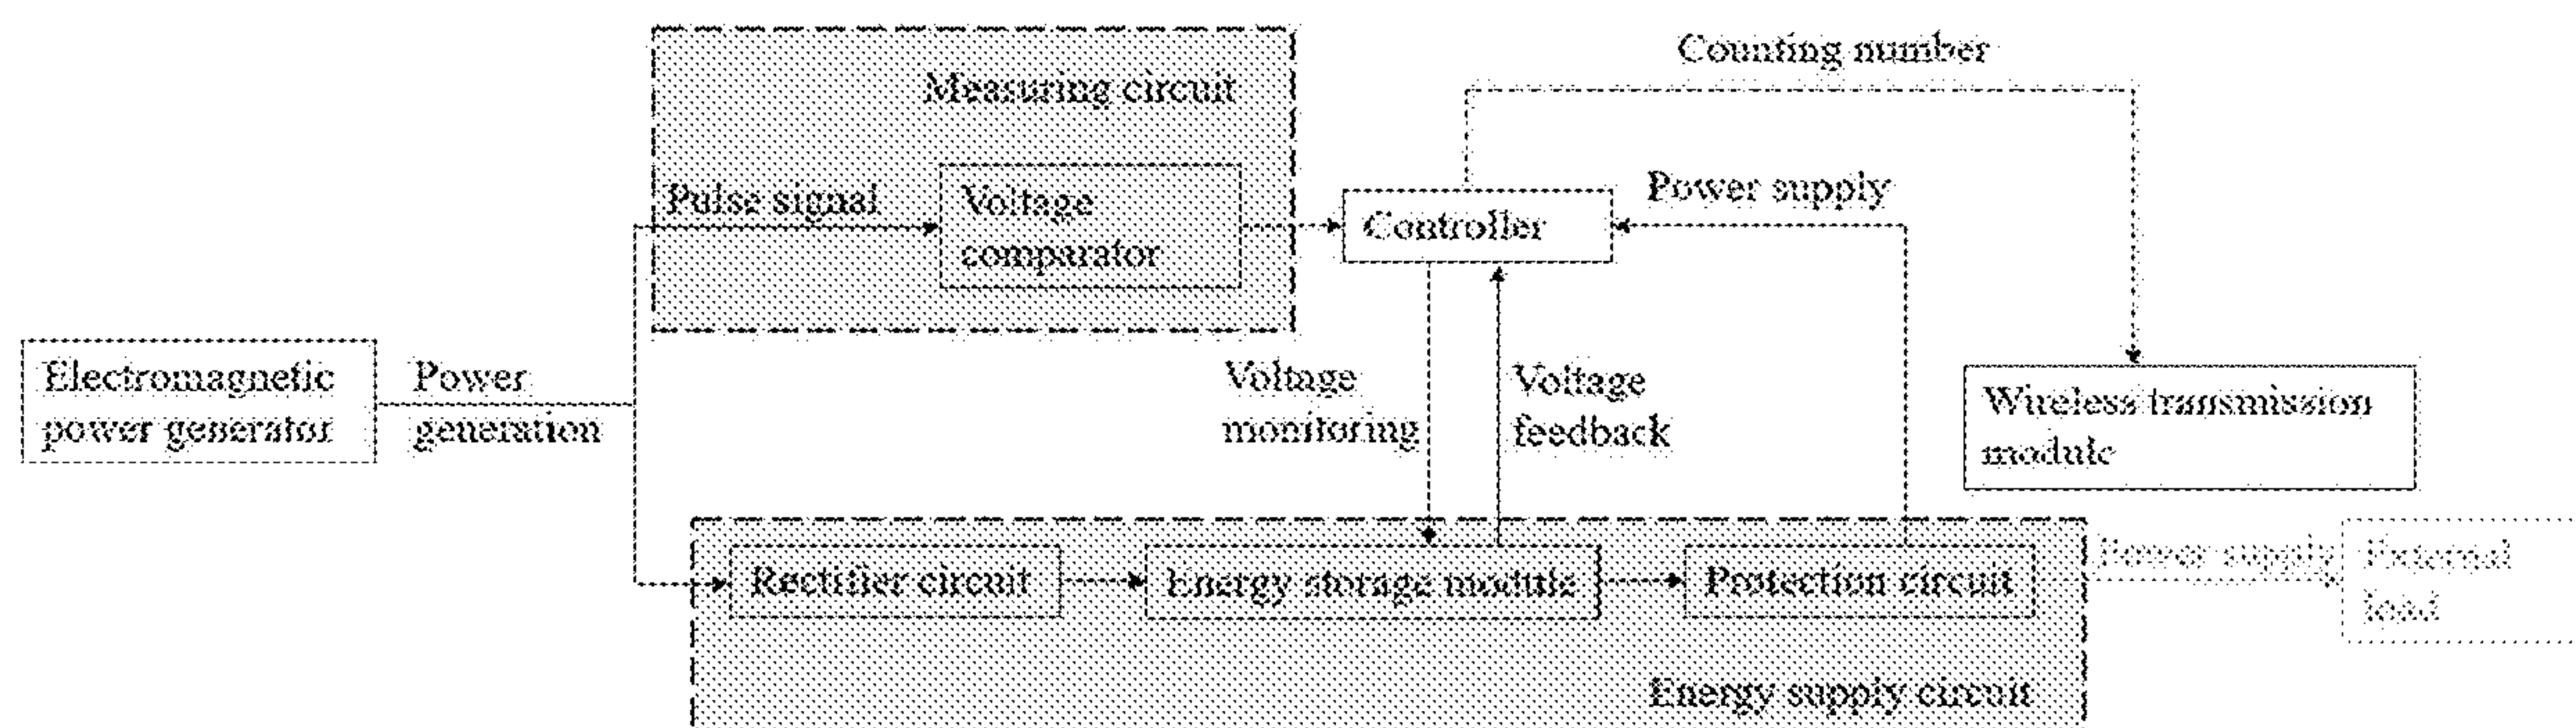 Counting number
Measuring circuit
Pulse signal
Voltage
comparator
Controller
Power supply
Electromagnetic
power generator
Power
generation
Voltage
monitoring
Voltage
feedback
Wireless transmission
module
Rectifier circuit
Energy storage module
Protection circuit
Power supply
External
load
Energy supply circuit